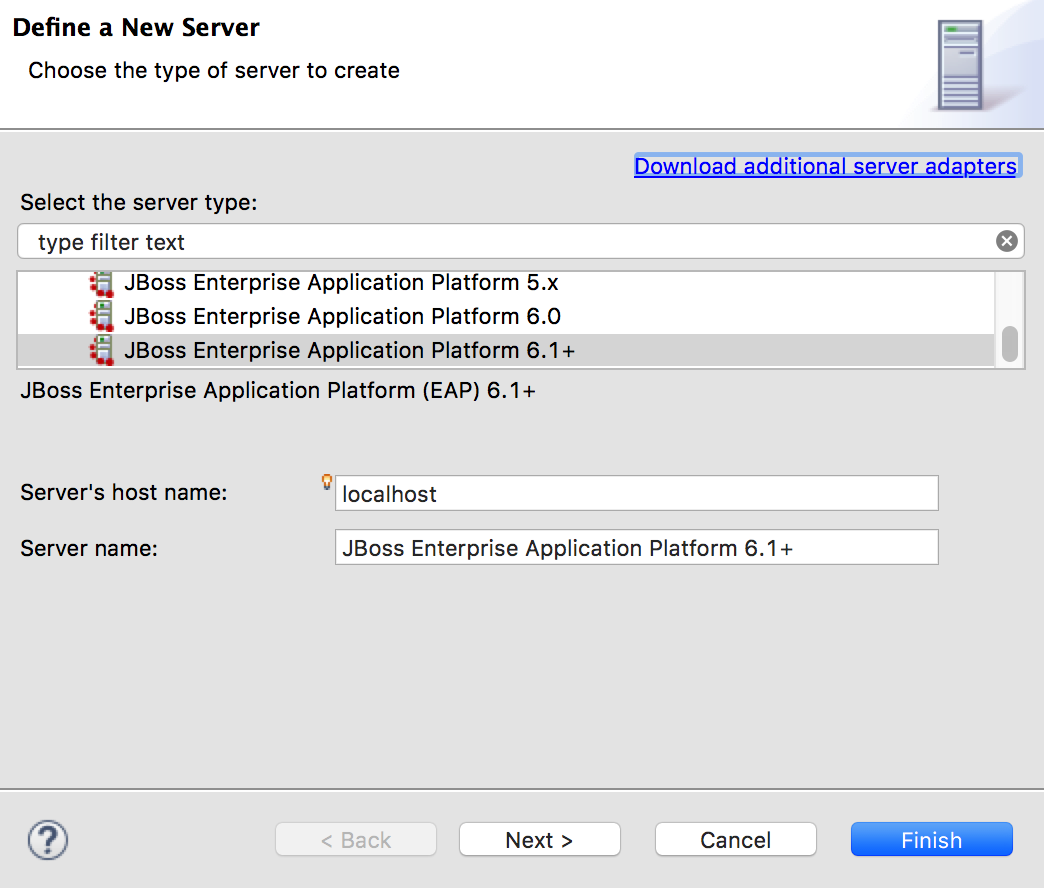 Define a New Server
Choose the type of server to create
Download additional server adapters
Select the server type:
type filter text
JBoss Enterprise Application Platform 5.x
JBoss Enterprise Application Platform 6.0
JBoss Enterprise Application Platform 6.1+
JBoss Enterprise Application Platform (EAP) 6.1+
Server's host name: localhost
Server name: JBoss Enterprise Application Platform 6.1+
? < Back Next > Cancel Finish